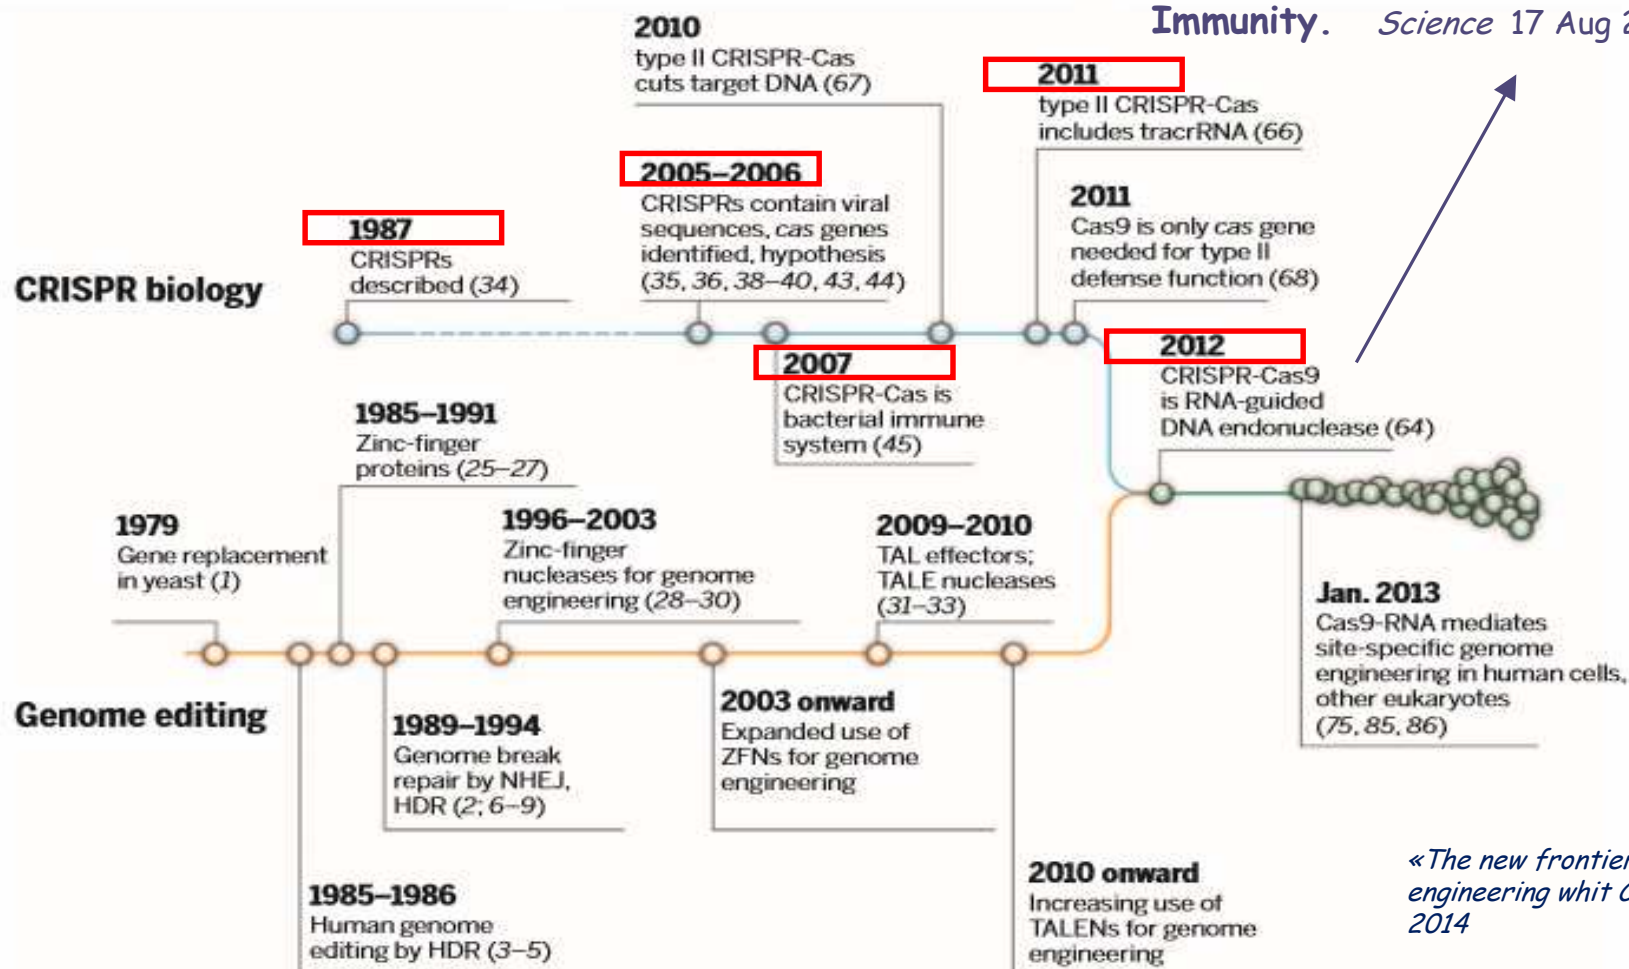 Immunity. Science 17 Aug
2010
type II CRISPR-Cas
cuts target DNA (67)
2011
type II CRISPR-Cas
includes tracrRNA (66)
2005–2006
CRISPRs contain viral
sequences, cas genes
identified, hypothesis
(35, 36, 38–40, 43, 44)
2011
Cas9 is only cas gene
needed for type II
defense function (68)
1987
CRISPRs
described (34)
CRISPR biology
2007
CRISPR-Cas is
bacterial immune
system (45)
2012
CRISPR-Cas9
is RNA-guided
DNA endonuclease (64)
1985–1991
Zinc-finger
proteins (25–27)
1979
Gene replacement
in yeast (1)
1996–2003
Zinc-finger
nucleases for genome
engineering (28–30)
2009–2010
TAL effectors;
TALE nucleases
(31–33)
Jan. 2013
Cas9-RNA mediates
site-specific genome
engineering in human cells,
other eukaryotes
(75, 85, 86)
Genome editing
1989–1994
Genome break
repair by NHEJ,
HDR (2; 6–9)
2003 onward
Expanded use of
ZFNs for genome
engineering
1985–1986
Human genome
editing by HDR (3–5)
2010 onward
Increasing use of
TALENs for genome
engineering
«The new frontier
engineering whit
2014